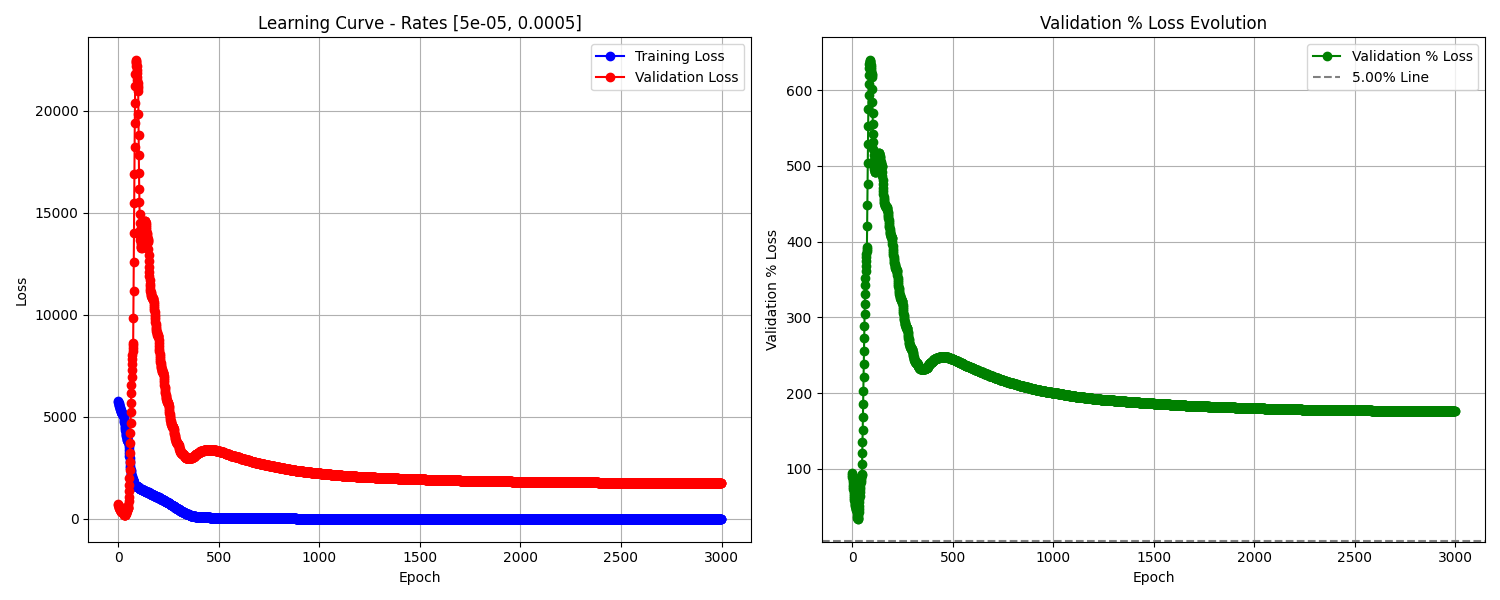 Learning Curve - Rates [5e-05, 0.0005]
Training Loss
Validation Loss
Loss
20000
15000
10000
5000
0
0 500 1000 1500 2000 2500 3000
Epoch
Validation % Loss Evolution
Validation % Loss
5.00% Line
Validation % Loss
600
500
400
300
200
100
0 500 1000 1500 2000 2500 3000
Epoch